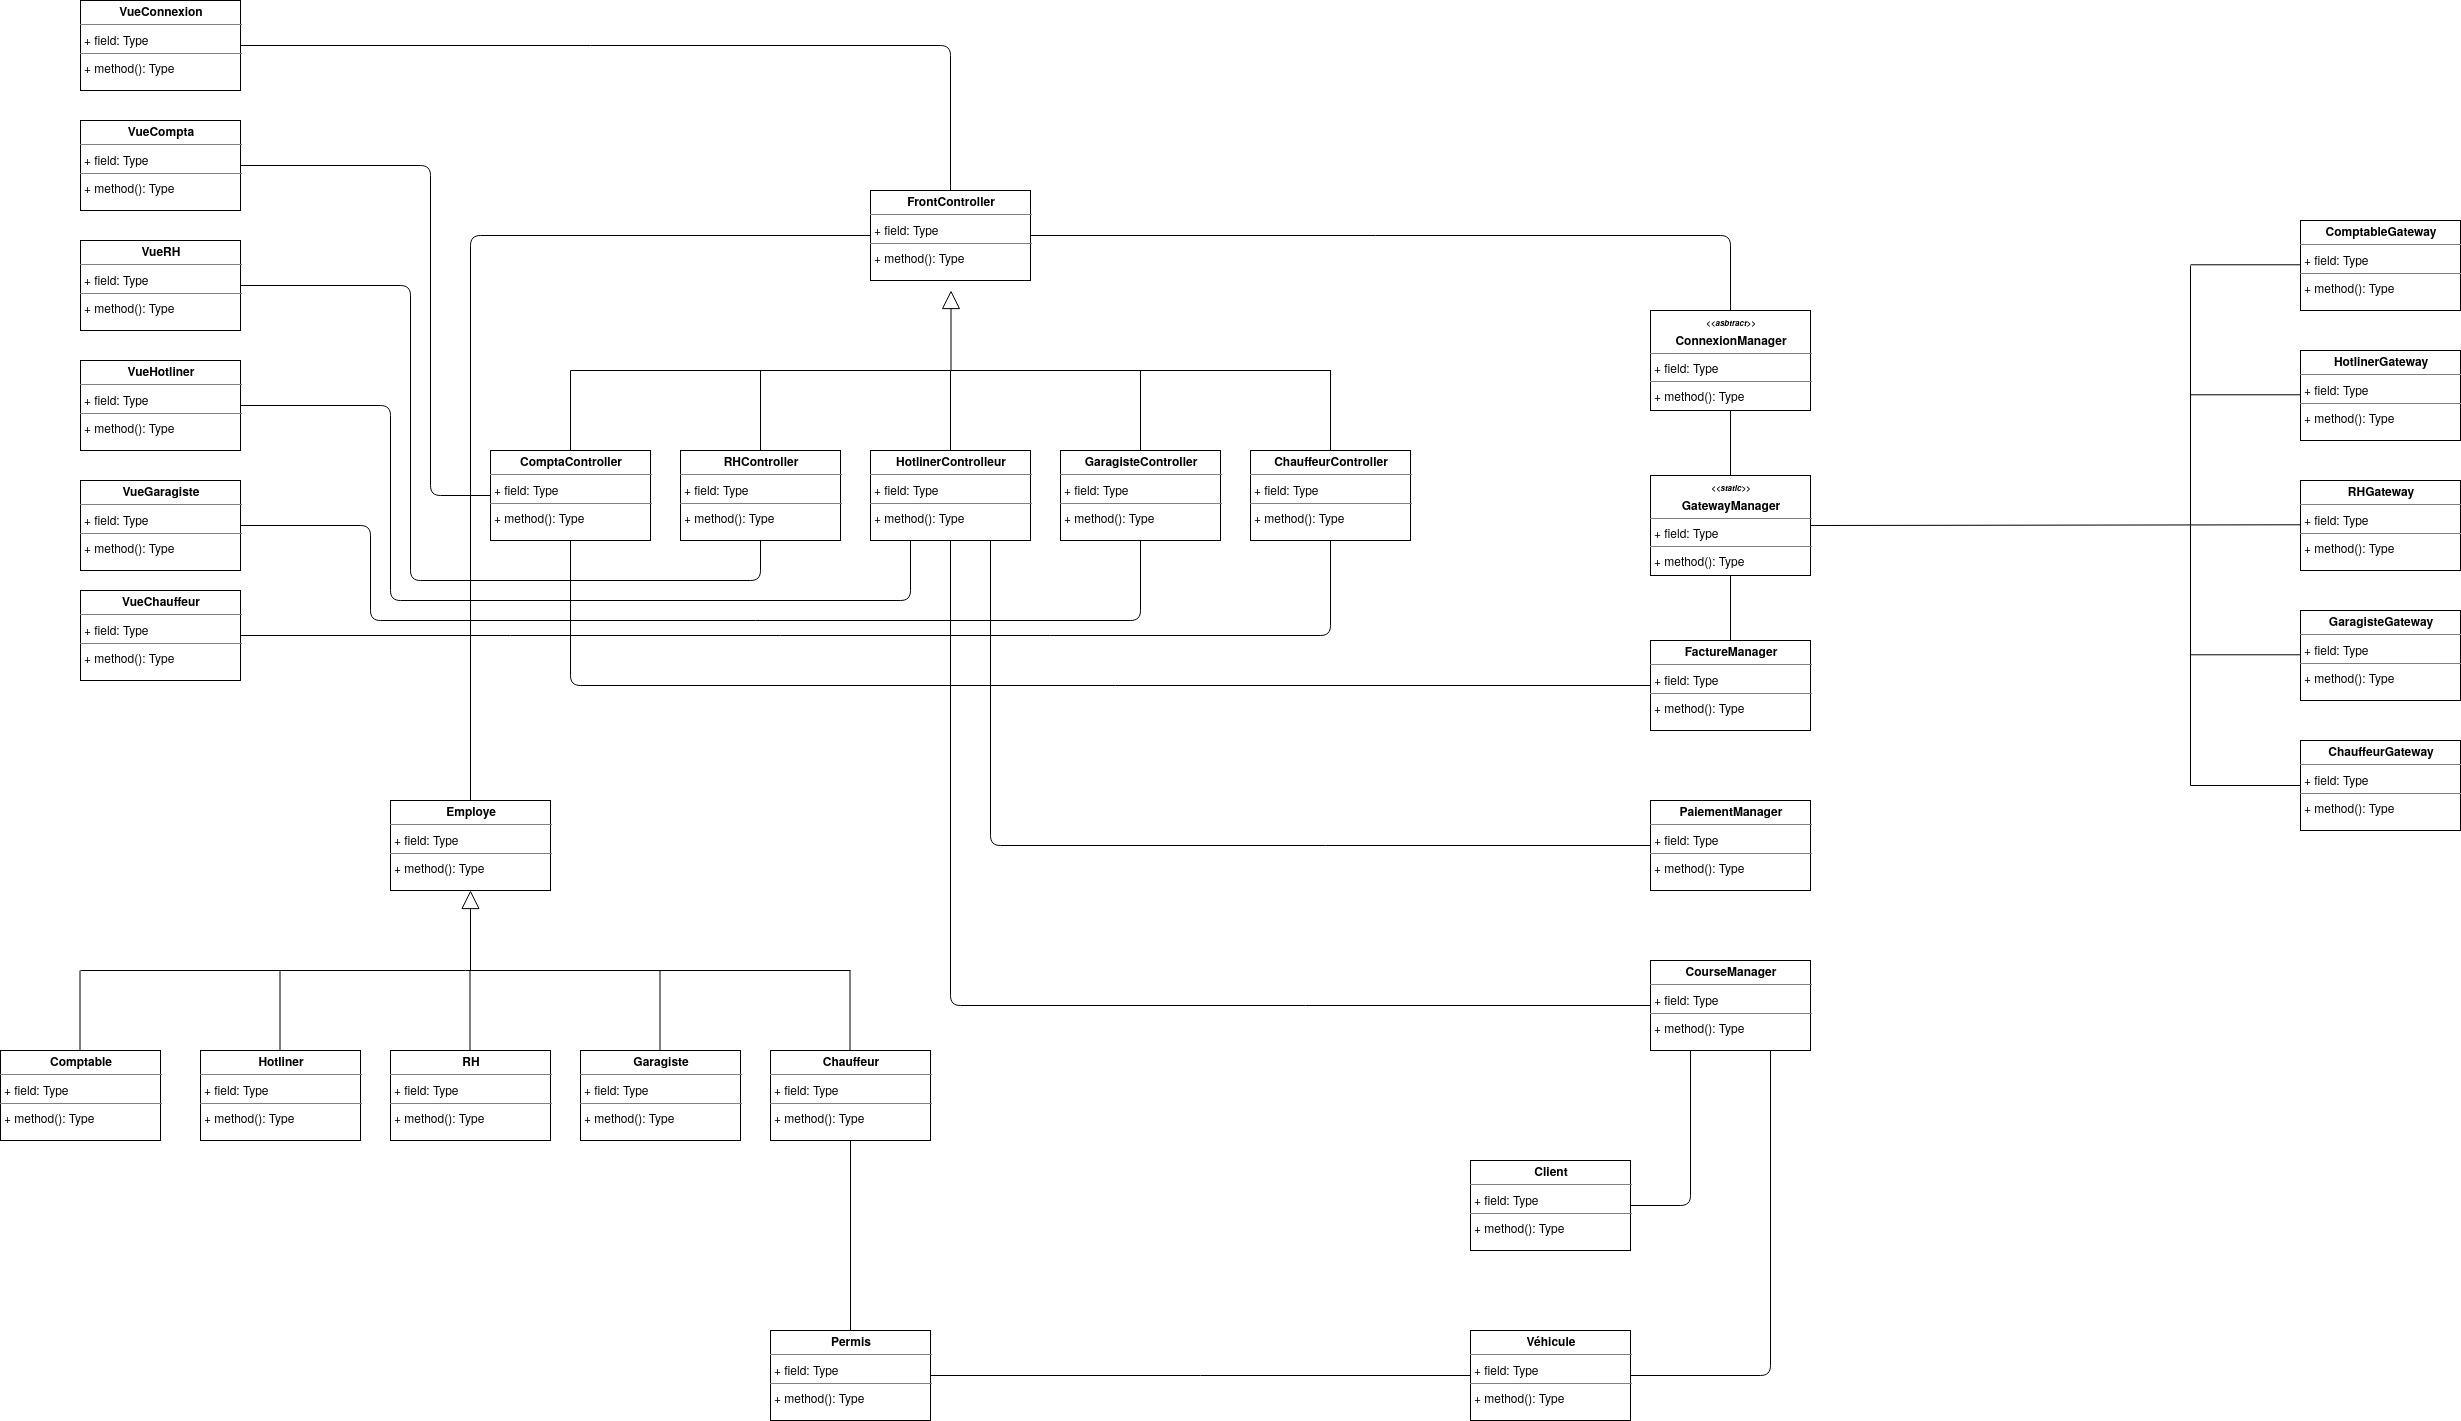 VueConnexion
+ field: Type
+ method(): Type
VueCompta
+ field: Type
+ method(): Type
VueRH
+ field: Type
+ method(): Type
VueHotliner
+ field: Type
+ method(): Type
VueGaragiste
+ field: Type
+ method(): Type
VueChauffeur
+ field: Type
+ method(): Type
FrontController
+ field: Type
+ method(): Type
ComptaController
+ field: Type
+ method(): Type
RHController
+ field: Type
+ method(): Type
HotlinerControlleur
+ field: Type
+ method(): Type
GaragisteController
+ field: Type
+ method(): Type
ChauffeurController
+ field: Type
+ method(): Type
<<asbtract>>
ConnexionManager
+ field: Type
+ method(): Type
<<static>>
GatewayManager
+ field: Type
+ method(): Type
FactureManager
+ field: Type
+ method(): Type
PaiementManager
+ field: Type
+ method(): Type
CourseManager
+ field: Type
+ method(): Type
ComptableGateway
+ field: Type
+ method(): Type
HotlinerGateway
+ field: Type
+ method(): Type
RHGateway
+ field: Type
+ method(): Type
GaragisteGateway
+ field: Type
+ method(): Type
ChauffeurGateway
+ field: Type
+ method(): Type
Employe
+ field: Type
+ method(): Type
Comptable
+ field: Type
+ method(): Type
Hotliner
+ field: Type
+ method(): Type
RH
+ field: Type
+ method(): Type
Garagiste
+ field: Type
+ method(): Type
Chauffeur
+ field: Type
+ method(): Type
Client
+ field: Type
+ method(): Type
Permis
+ field: Type
+ method(): Type
Véhicule
+ field: Type
+ method(): Type